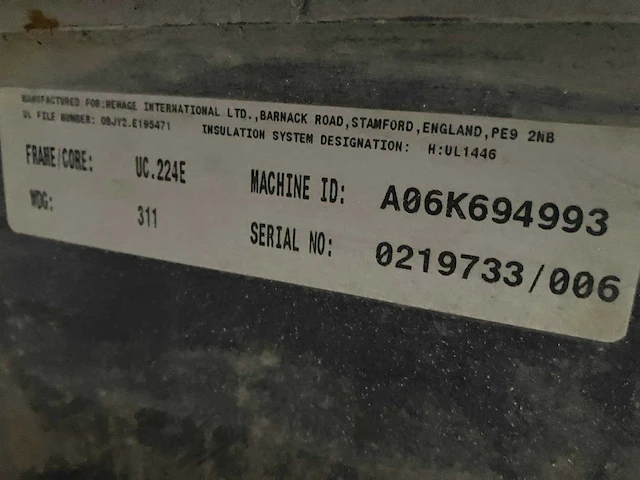 MANUFACTURED FOR:NEWAGE INTERNATIONAL LTD.,BARNACK ROAD,STAMFORD,ENGLAND,PE9 2NB
UL FILE NUMBER: OBJY2.E195471 INSULATION SYSTEM DESIGNATION: H:UL1446
FRAME/CORE: UC.224E MACHINE ID: A06K694993
WDG: 311 SERIAL NO: 0219733/006